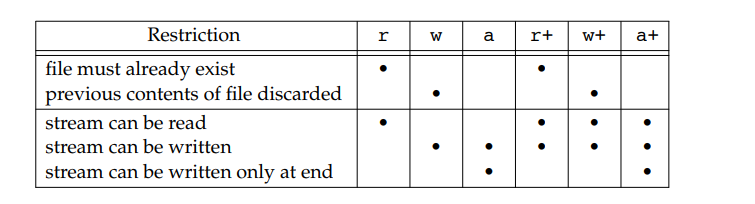 Restriction r w a r+ w+ a+
file must already exist • •
previous contents of file discarded • •
stream can be read • • • •
stream can be written • • • • •
stream can be written only at end • •